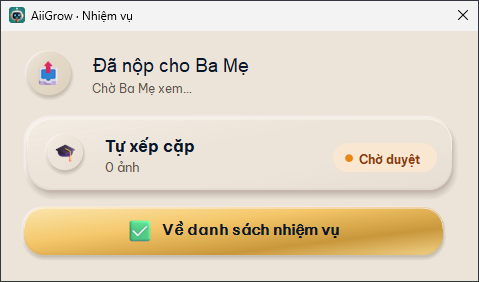 AiiGrow · Nhiệm vụ
Đã nộp cho Ba Mẹ
Chờ Ba Mẹ xem...
Tự xếp cặp
0 ảnh
Chờ duyệt
Về danh sách nhiệm vụ